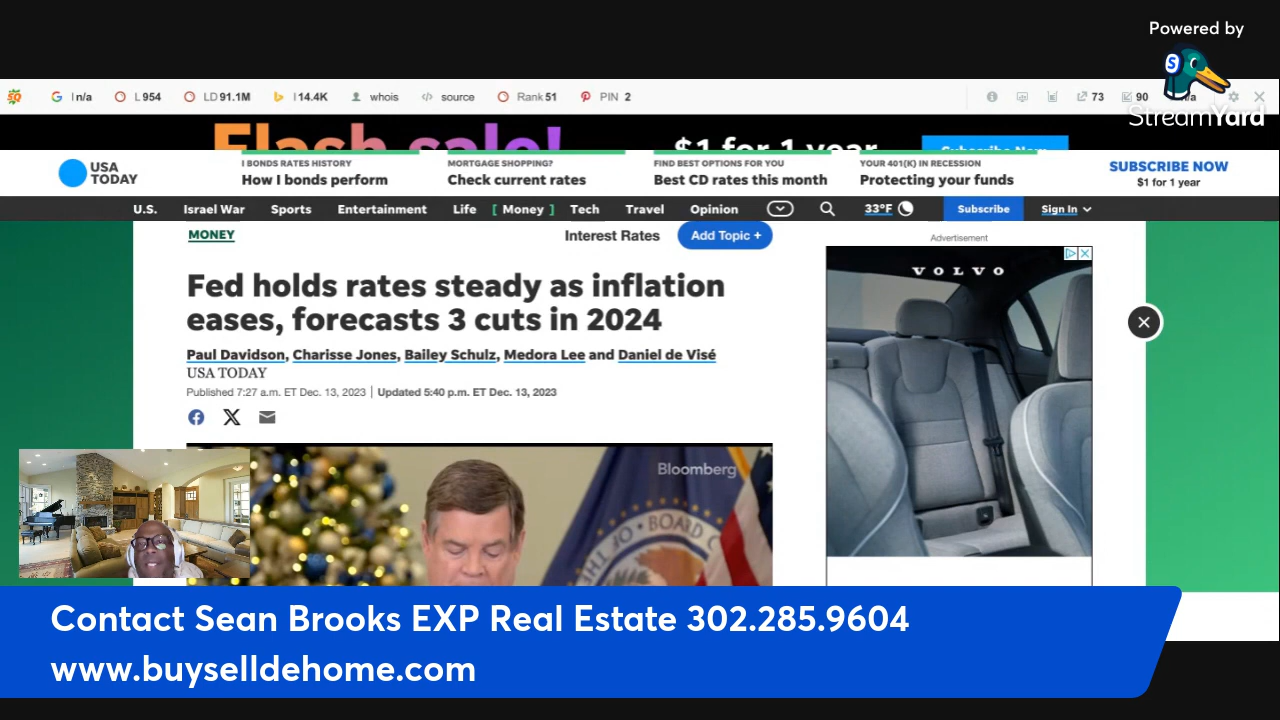 Powered by
StreamYard
I n/a
L 954
LD 91.1M
I 14.4K
whois
source
Rank 51
PIN 2
73
90
n/a
Flash sale!
$1 for 1 year
Subscribe Now
USA
TODAY
I BONDS RATES HISTORY
How I bonds perform
MORTGAGE SHOPPING?
Check current rates
FIND BEST OPTIONS FOR YOU
Best CD rates this month
YOUR 401(K) IN RECESSION
Protecting your funds
SUBSCRIBE NOW
$1 for 1 year
U.S. Israel War Sports Entertainment Life [ Money ] Tech Travel Opinion 33°F Subscribe Sign In
MONEY
Interest Rates
Add Topic +
Advertisement
VOLVO
Fed holds rates steady as inflation
eases, forecasts 3 cuts in 2024
Paul Davidson, Charisse Jones, Bailey Schulz, Medora Lee and Daniel de Visé
USA TODAY
Published 7:27 a.m. ET Dec. 13, 2023 | Updated 5:40 p.m. ET Dec. 13, 2023
Bloomberg
BOARD
Contact Sean Brooks EXP Real Estate 302.285.9604
www.buyselldehome.com